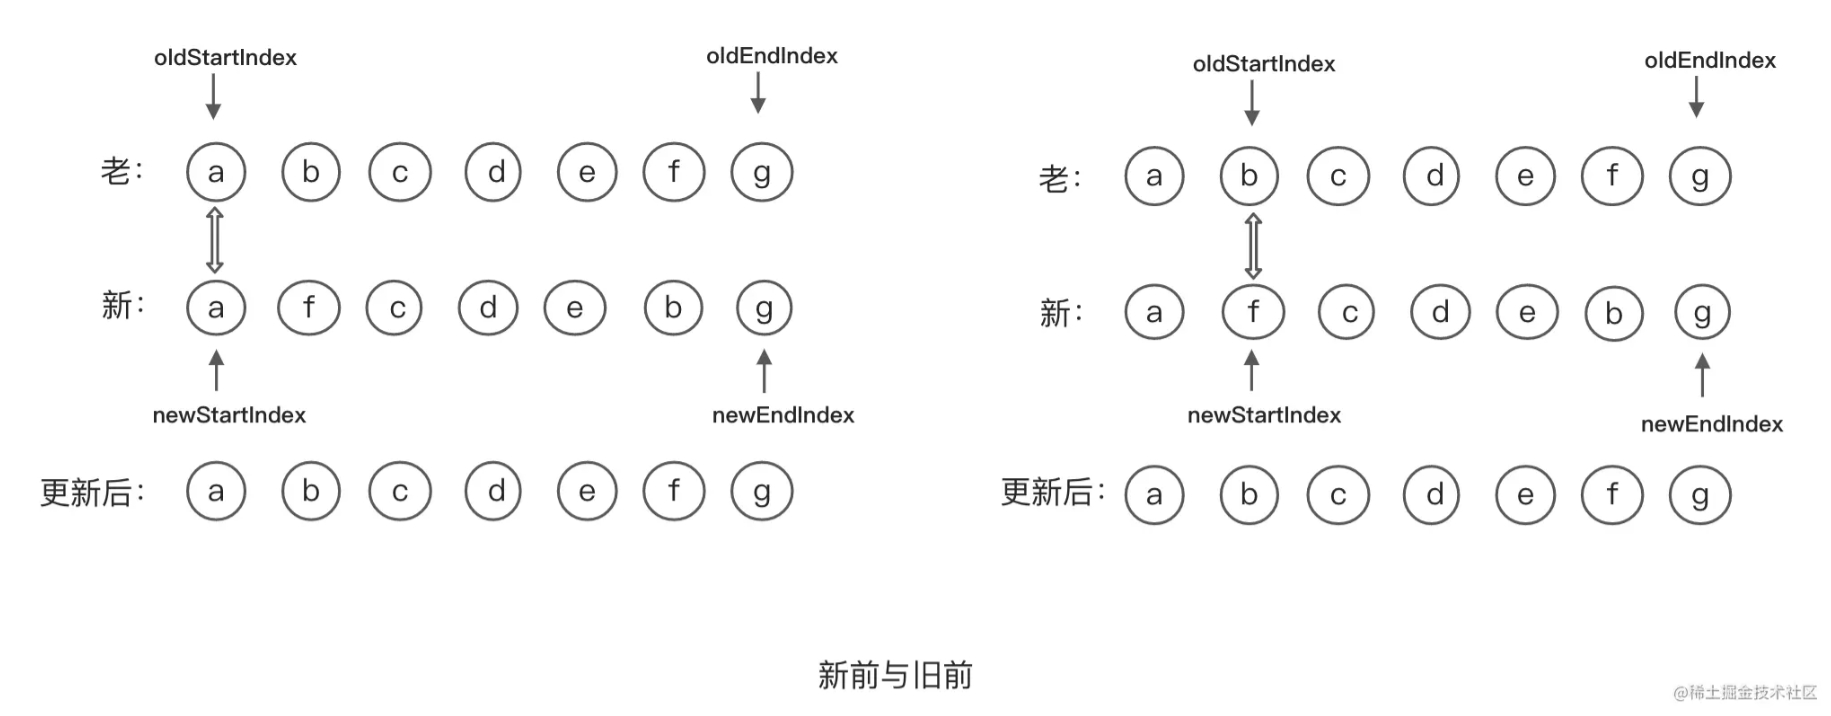 oldStartIndex oldEndIndex
老： a b c d e f g
新： a f c d e b g
newStartIndex newEndIndex
更新后： a b c d e f g
oldStartIndex oldEndIndex
老： a b c d e f g
新： a f c d e b g
newStartIndex newEndIndex
更新后： a b c d e f g
新前与旧前
@稀土掘金技术社区